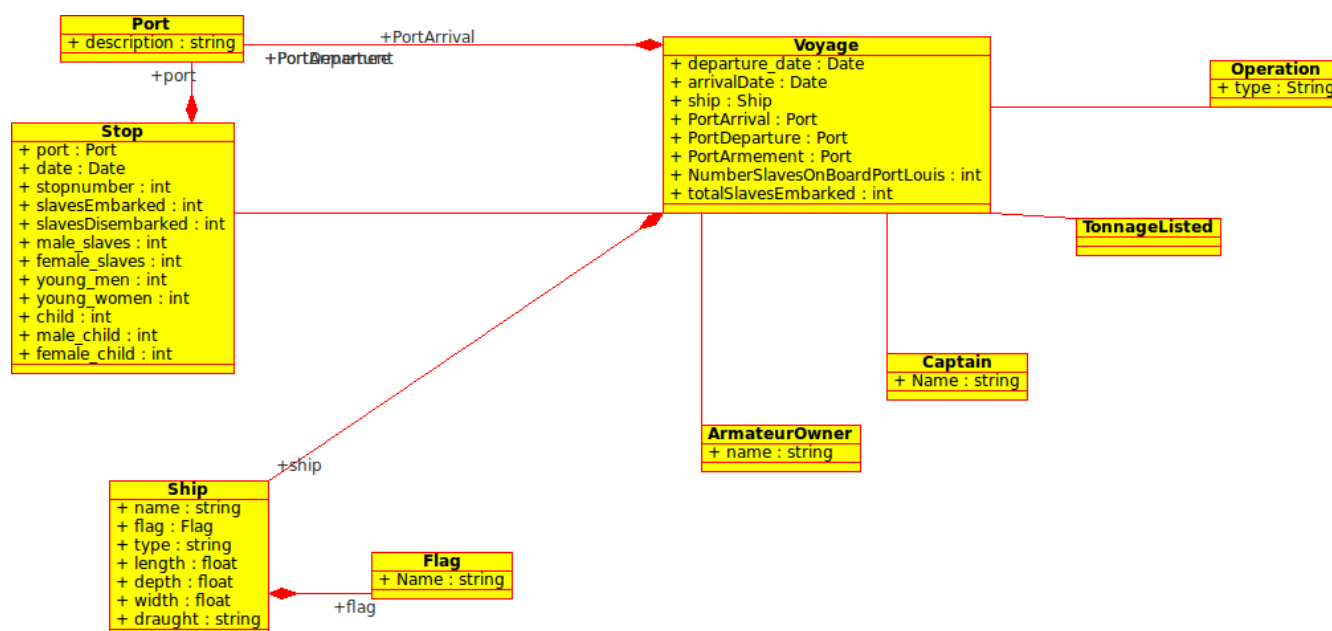 Port
+ description : string
+PortArrival
+PortDeparture
+port
Voyage
+ departure_date : Date
+ arrivalDate : Date
+ ship : Ship
+ PortArrival : Port
+ PortDeparture : Port
+ PortArmement : Port
+ NumberSlavesOnBoardPortLouis : int
+ totalSlavesEmbarked : int
Operation
+ type : String
Stop
+ port : Port
+ date : Date
+ stopnumber : int
+ slavesEmbarked : int
+ slavesDisembarked : int
+ male_slaves : int
+ female_slaves : int
+ young_men : int
+ young_women : int
+ child : int
+ male_child : int
+ female_child : int
TonnageListed
Captain
+ Name : string
ArmateurOwner
+ name : string
+ship
Ship
+ name : string
+ flag : Flag
+ type : string
+ length : float
+ depth : float
+ width : float
+ draught : string
Flag
+ Name : string
+flag